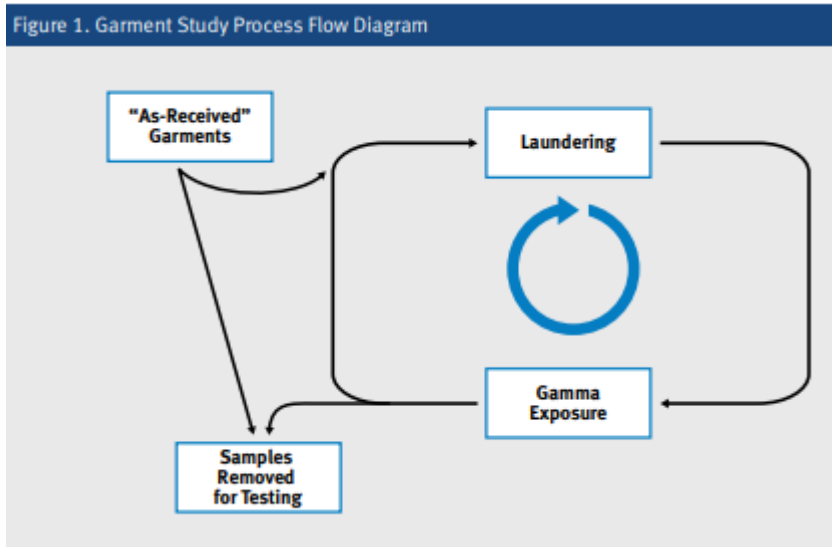 Figure 1. Garment Study Process Flow Diagram
“As-Received”
Garments
Laundering
Gamma
Exposure
Samples
Removed
for Testing